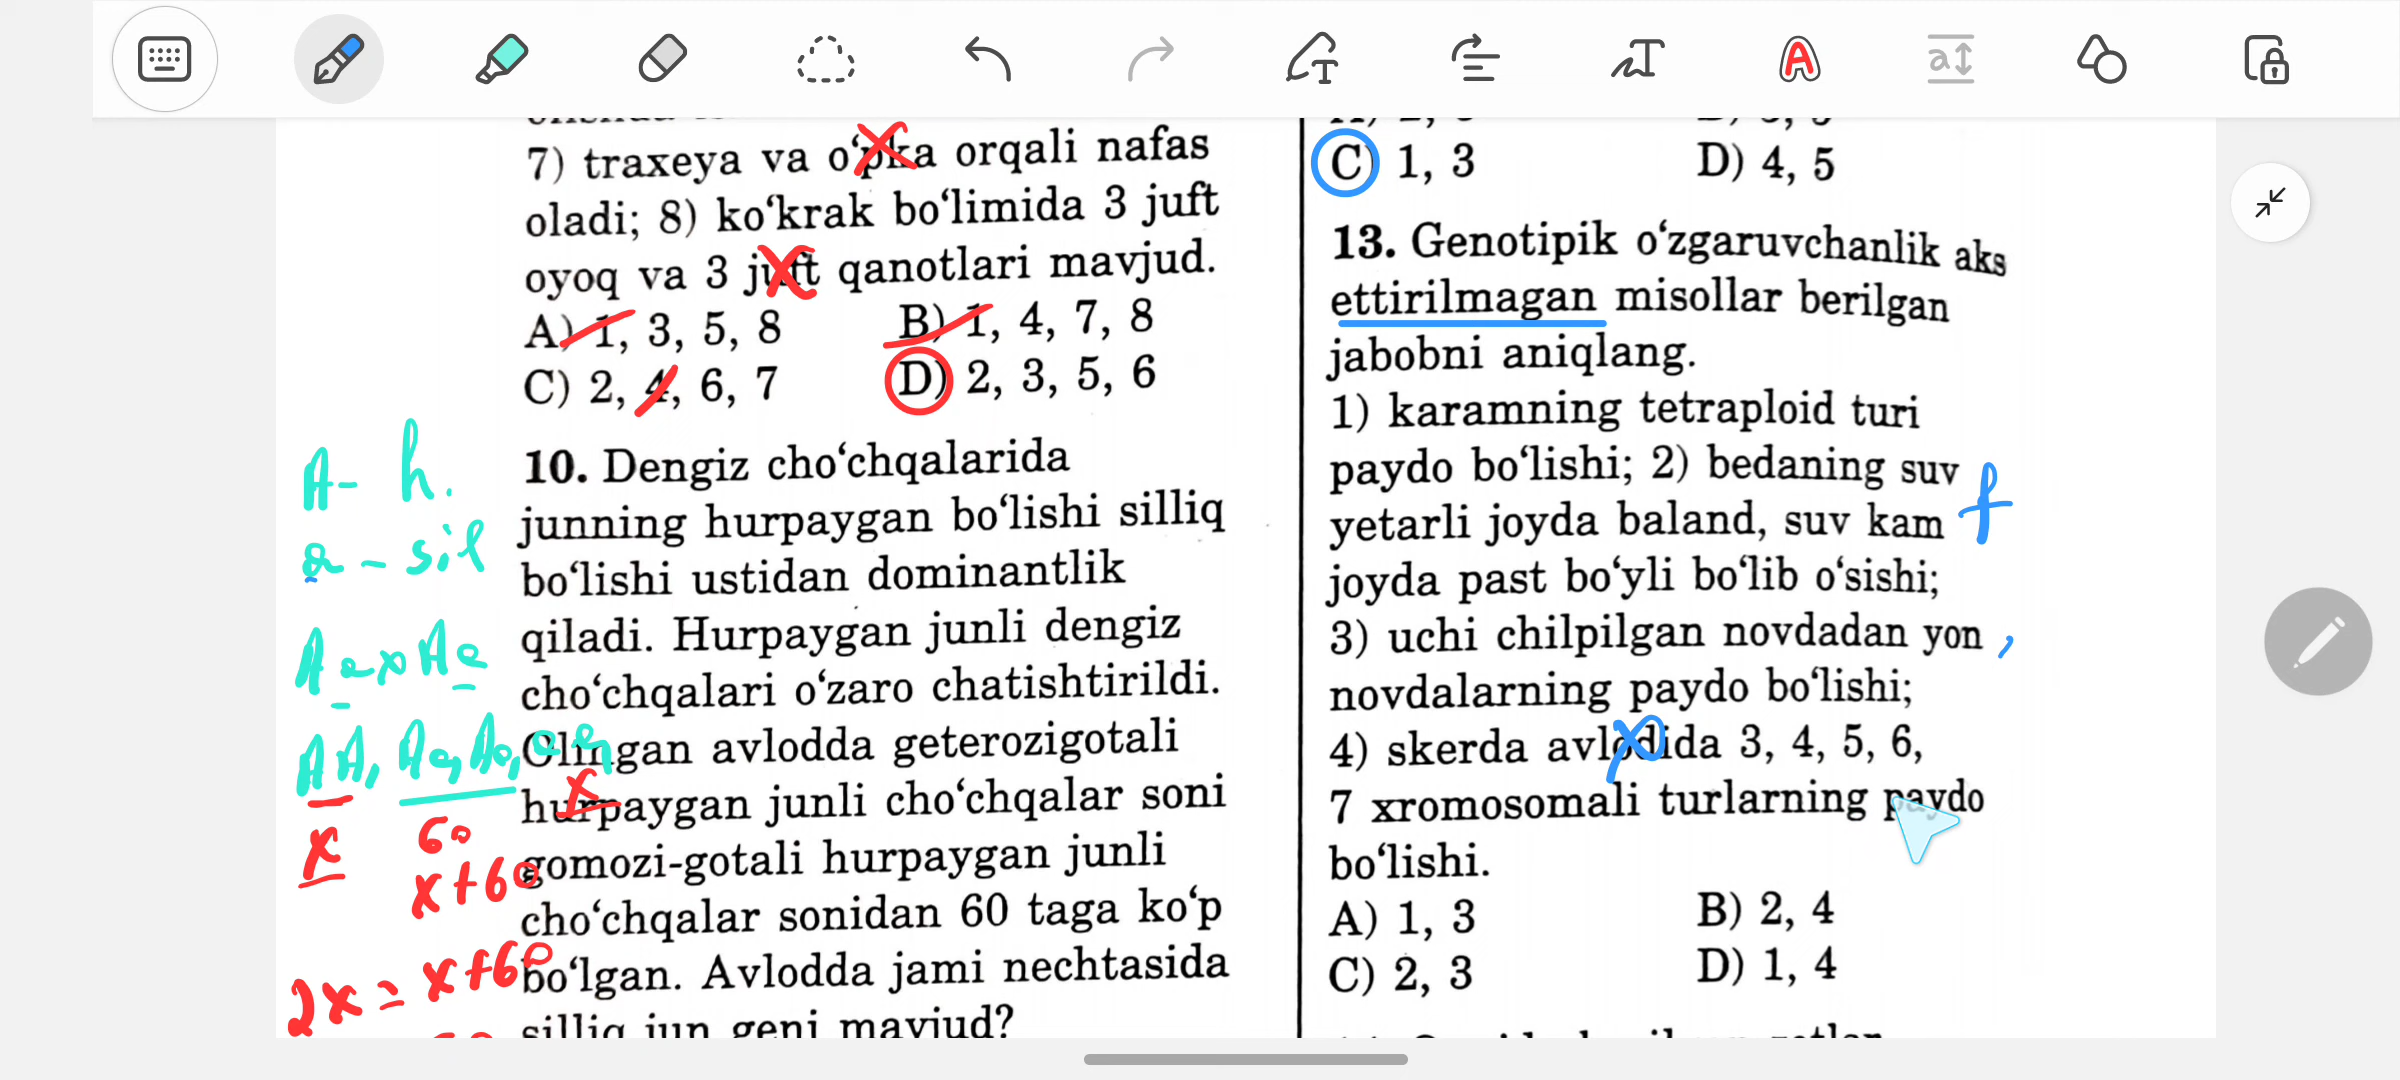 7) traxeya va o‘pka orqali nafas
oladi; 8) ko‘krak bo‘limida 3 juft
oyoq va 3 juft qanotlari mavjud.
A) 1, 3, 5, 8 B) 1, 4, 7, 8
C) 2, 4, 6, 7 D) 2, 3, 5, 6
10. Dengiz cho‘chqalarida
junning hurpaygan bo‘lishi silliq
bo‘lishi ustidan dominantlik
qiladi. Hurpaygan junli dengiz
cho‘chqalari o‘zaro chatishtirildi.
Olingan avlodda geterozigotali
hurpaygan junli cho‘chqalar soni
gomozi-gotali hurpaygan junli
cho‘chqalar sonidan 60 taga ko‘p
bo‘lgan. Avlodda jami nechtasida
silliq jun geni mavjud?
A- h.
a - sil
Aa x Aa
AA, Aa, Aa, aa
x
x
60
x+60
2x = x+60
C) 1, 3 D) 4, 5
13. Genotipik o‘zgaruvchanlik aks
ettirilmagan misollar berilgan
jabobni aniqlang.
1) karamning tetraploid turi
paydo bo‘lishi; 2) bedaning suv
yetarli joyda baland, suv kam
joyda past bo‘yli bo‘lib o‘sishi;
3) uchi chilpilgan novdadan yon
novdalarning paydo bo‘lishi;
4) skerda avlodida 3, 4, 5, 6,
7 xromosomali turlarning paydo
bo‘lishi.
A) 1, 3 B) 2, 4
C) 2, 3 D) 1, 4